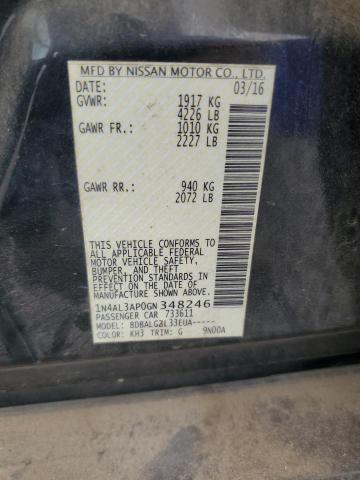 MFD BY NISSAN MOTOR CO., LTD.
DATE: 03/16
GVWR: 1917 KG
4226 LB
GAWR FR: 1010 KG
2227 LB
GAWR RR: 940 KG
2072 LB
THIS VEHICLE CONFORMS
TO ALL APPLICABLE FEDERAL
MOTOR VEHICLE SAFETY,
BUMPER, AND THEFT
PREVENTION STANDARDS
IN EFFECT ON THE DATE OF
MANUFACTURE SHOWN ABOVE.
1N4AL3AP0GN348246
PASSENGER CAR 733611
MODEL: BDBALG2L33EUA-----
COLOR: KH3 TRIM: G 9N00A